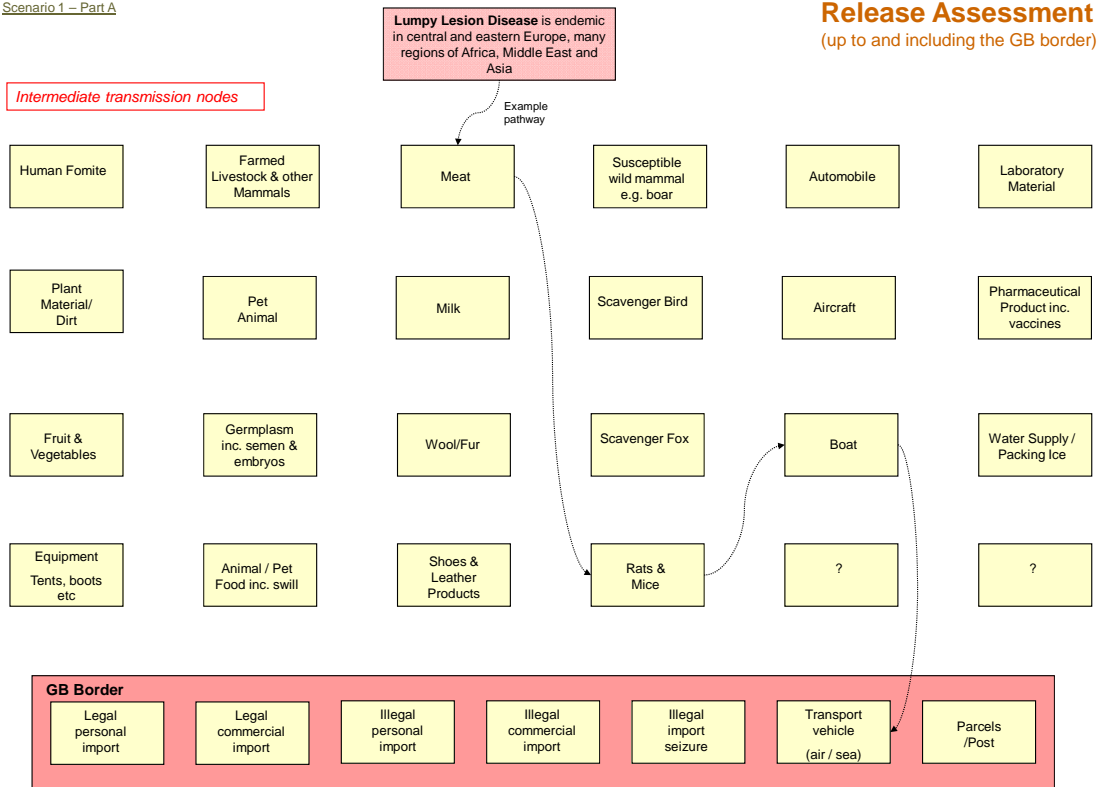 Scenario 1 – Part A
Lumpy Lesion Disease is endemic
in central and eastern Europe, many
regions of Africa, Middle East and
Asia
Release Assessment
(up to and including the GB border)
Intermediate transmission nodes
Example
pathway
Human Fomite
Farmed
Livestock & other
Mammals
Meat
Susceptible
wild mammal
e.g. boar
Automobile
Laboratory
Material
Plant
Material/
Dirt
Pet
Animal
Milk
Scavenger Bird
Aircraft
Pharmaceutical
Product inc.
vaccines
Fruit &
Vegetables
Germplasm
inc. semen &
embryos
Wool/Fur
Scavenger Fox
Boat
Water Supply /
Packing Ice
Equipment
Tents, boots
etc
Animal / Pet
Food inc. swill
Shoes &
Leather
Products
Rats &
Mice
?
?
GB Border
Legal
personal
import
Legal
commercial
import
Illegal
personal
import
Illegal
commercial
import
Illegal
import
seizure
Transport
vehicle
(air / sea)
Parcels
/Post